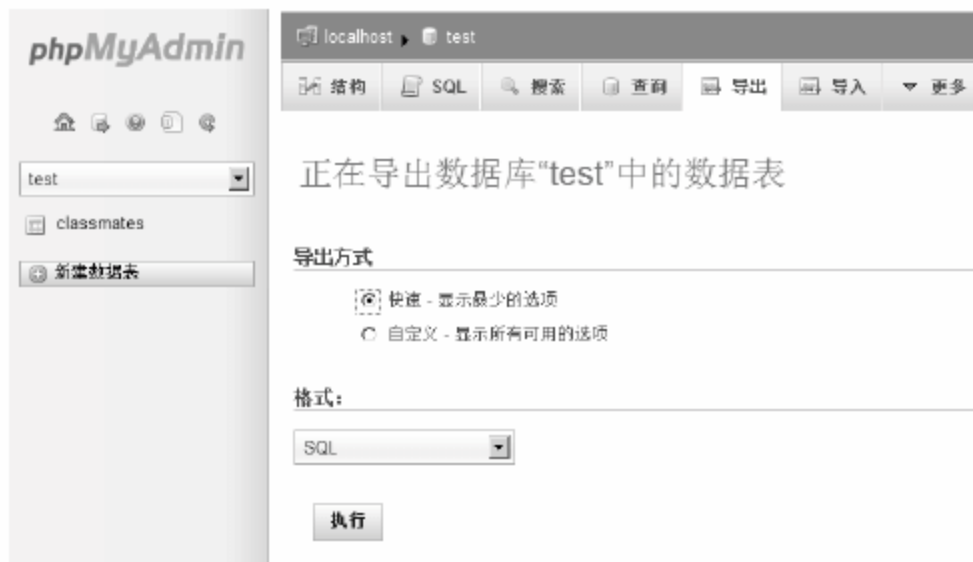 phpMyAdmin
test
classmates
新建数据表
localhost test
结构 SQL 搜索 查询 导出 导入 更多
正在导出数据库“test”中的数据表
导出方式
快速 - 显示最少的选项
自定义 - 显示所有可用的选项
格式：
SQL
执行